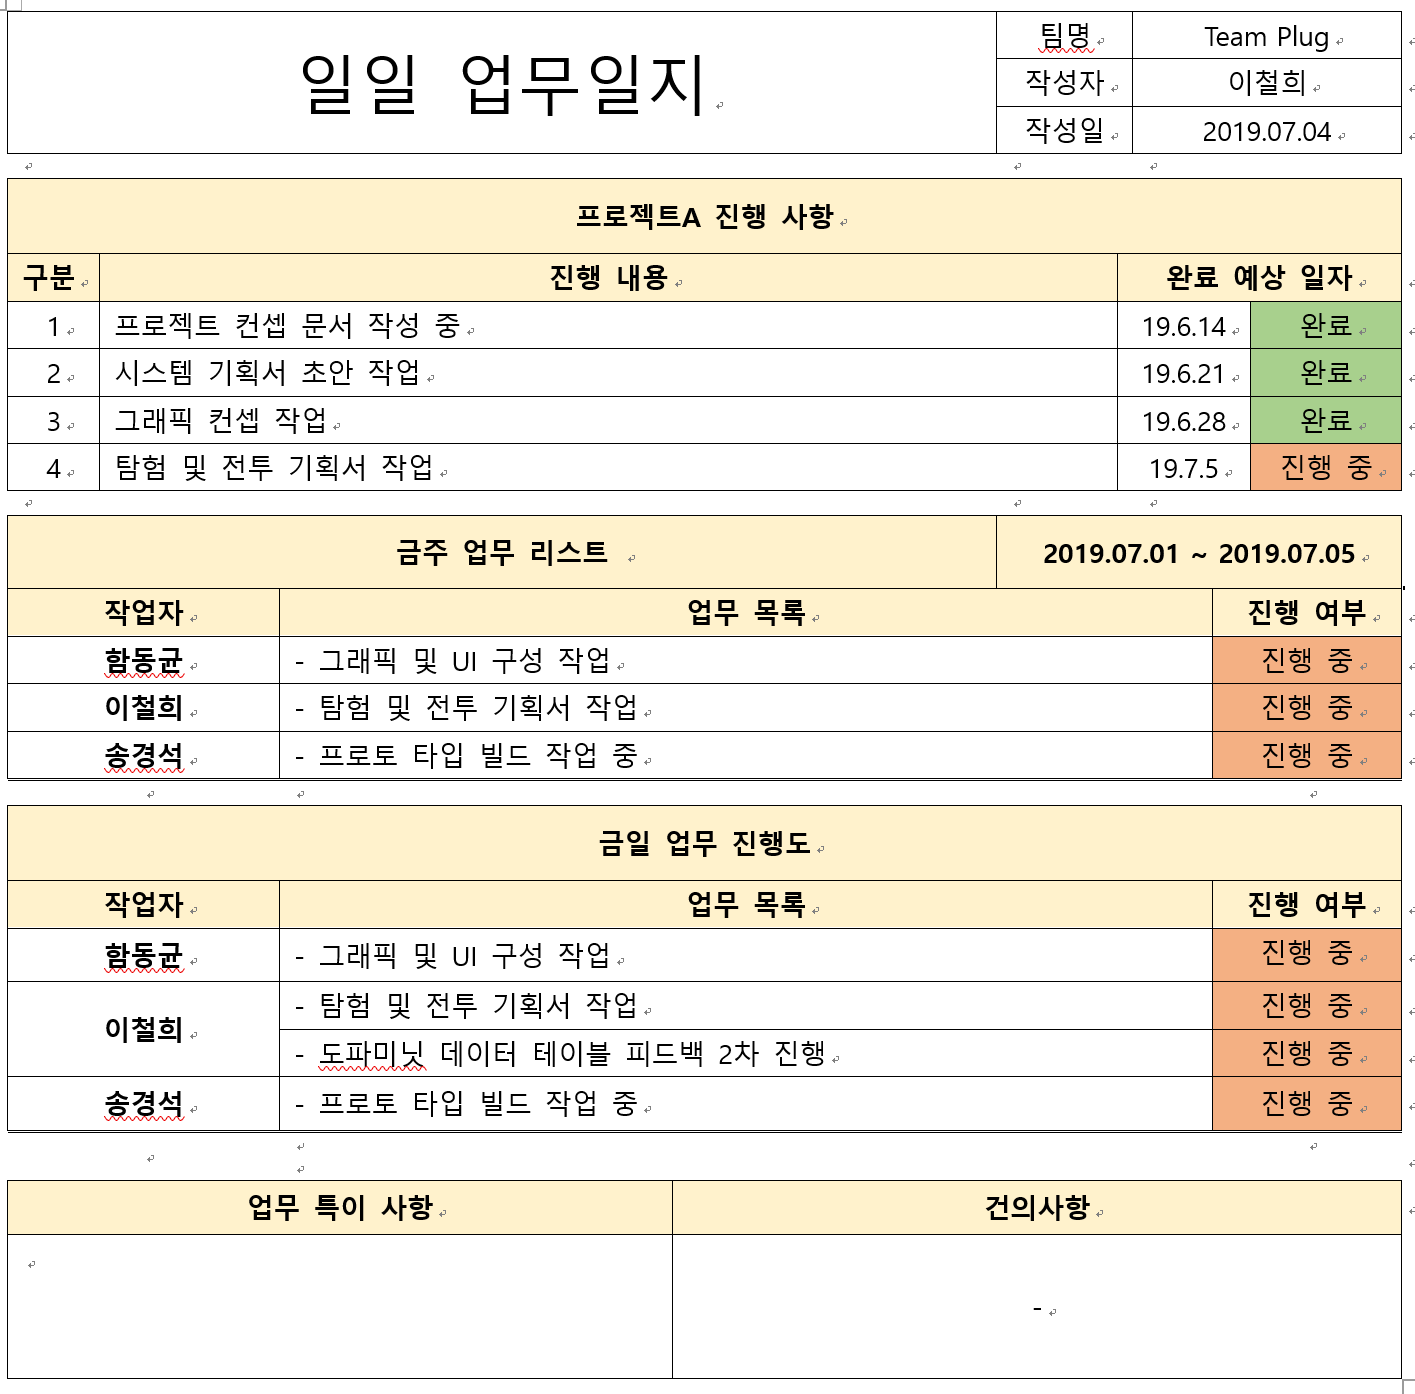 일일 업무일지
팀명 Team Plug
작성자 이철희
작성일 2019.07.04
프로젝트A 진행 사항
구분 진행 내용 완료 예상 일자
1 프로젝트 컨셉 문서 작성 중 19.6.14 완료
2 시스템 기획서 초안 작업 19.6.21 완료
3 그래픽 컨셉 작업 19.6.28 완료
4 탐험 및 전투 기획서 작업 19.7.5 진행 중
금주 업무 리스트 2019.07.01 ~ 2019.07.05
작업자 업무 목록 진행 여부
함동균 - 그래픽 및 UI 구성 작업 진행 중
이철희 - 탐험 및 전투 기획서 작업 진행 중
송경석 - 프로토 타입 빌드 작업 중 진행 중
금일 업무 진행도
작업자 업무 목록 진행 여부
함동균 - 그래픽 및 UI 구성 작업 진행 중
이철희 - 탐험 및 전투 기획서 작업 진행 중
- 도파미닛 데이터 테이블 피드백 2차 진행 진행 중
송경석 - 프로토 타입 빌드 작업 중 진행 중
업무 특이 사항 건의사항
-